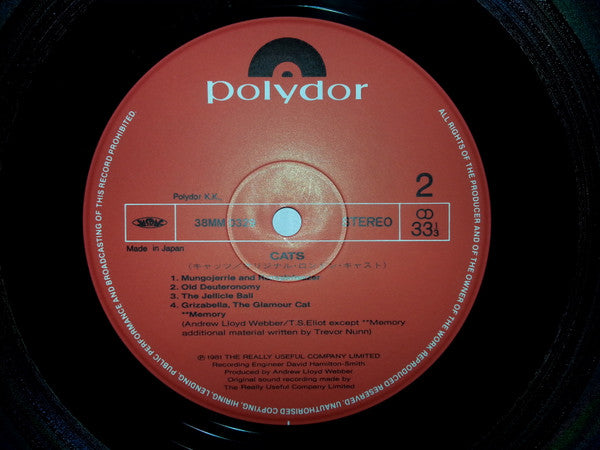 polydor
2
Polydor K.K.
JASRAC
38MM
STEREO
33⅓
Made in Japan
CATS
1. Mungojerrie and
2. Old Deuteronomy
3. The Jellicle Ball
4. Grizabella, The Glamour Cat
**Memory
(Andrew Lloyd Webber/T.S.Eliot except **Memory
additional material written by Trevor Nunn)
℗ 1981 THE REALLY USEFUL COMPANY LIMITED
Recording Engineer David Hamilton-Smith
Produced by Andrew Lloyd Webber
Original sound recording made by
The Really Useful Company Limited
ALL RIGHTS OF THE PRODUCER AND OF THE OWNER OF THE WORK REPRODUCED RESERVED. UNAUTHORISED COPYING, HIRING, LENDING, PUBLIC PERFORMANCE AND BROADCASTING OF THIS RECORD PROHIBITED.